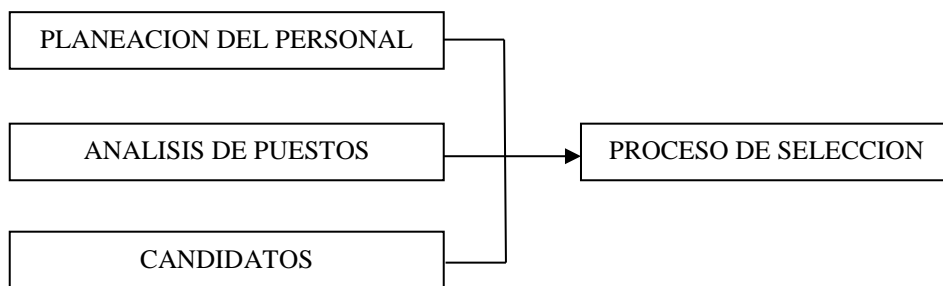 PLANEACION DEL PERSONAL
ANALISIS DE PUESTOS
PROCESO DE SELECCION
CANDIDATOS